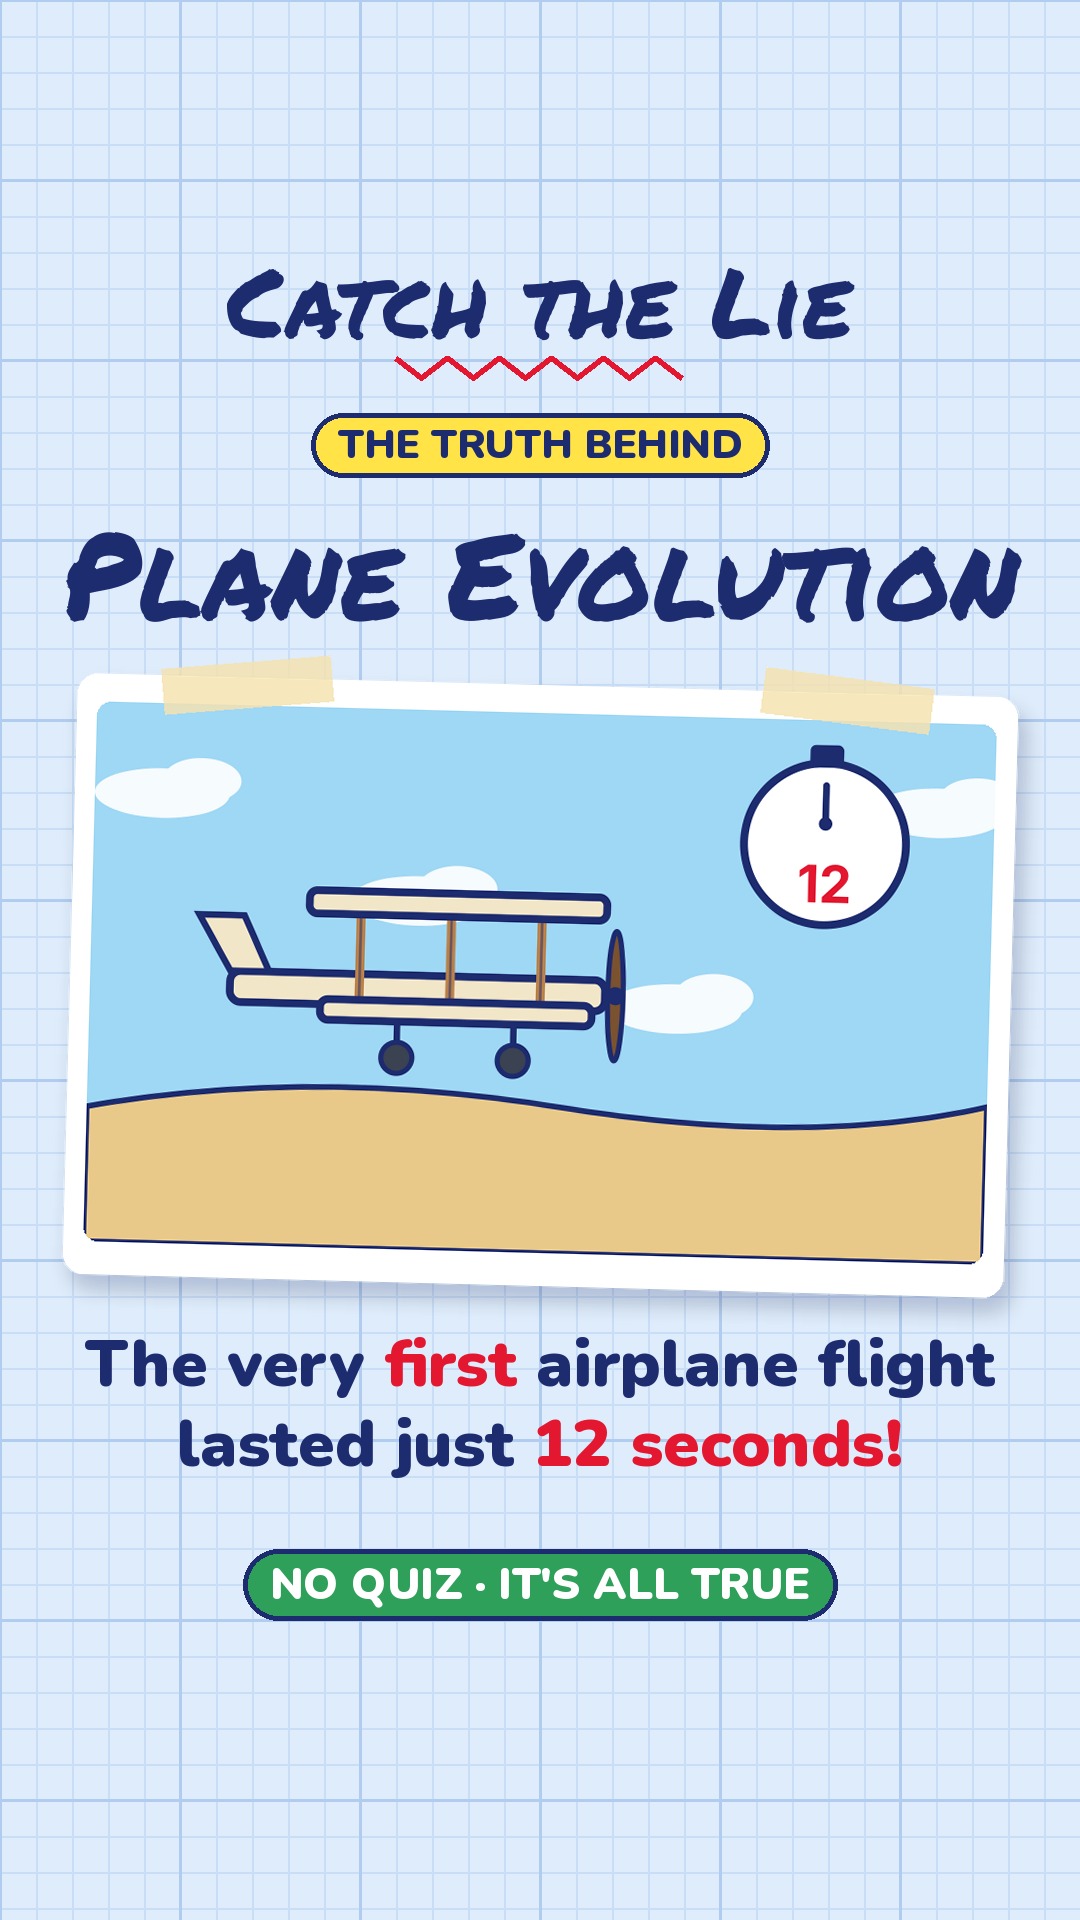 Catch the Lie
THE TRUTH BEHIND
Plane Evolution
12
The very first airplane flight
lasted just 12 seconds!
NO QUIZ · IT'S ALL TRUE